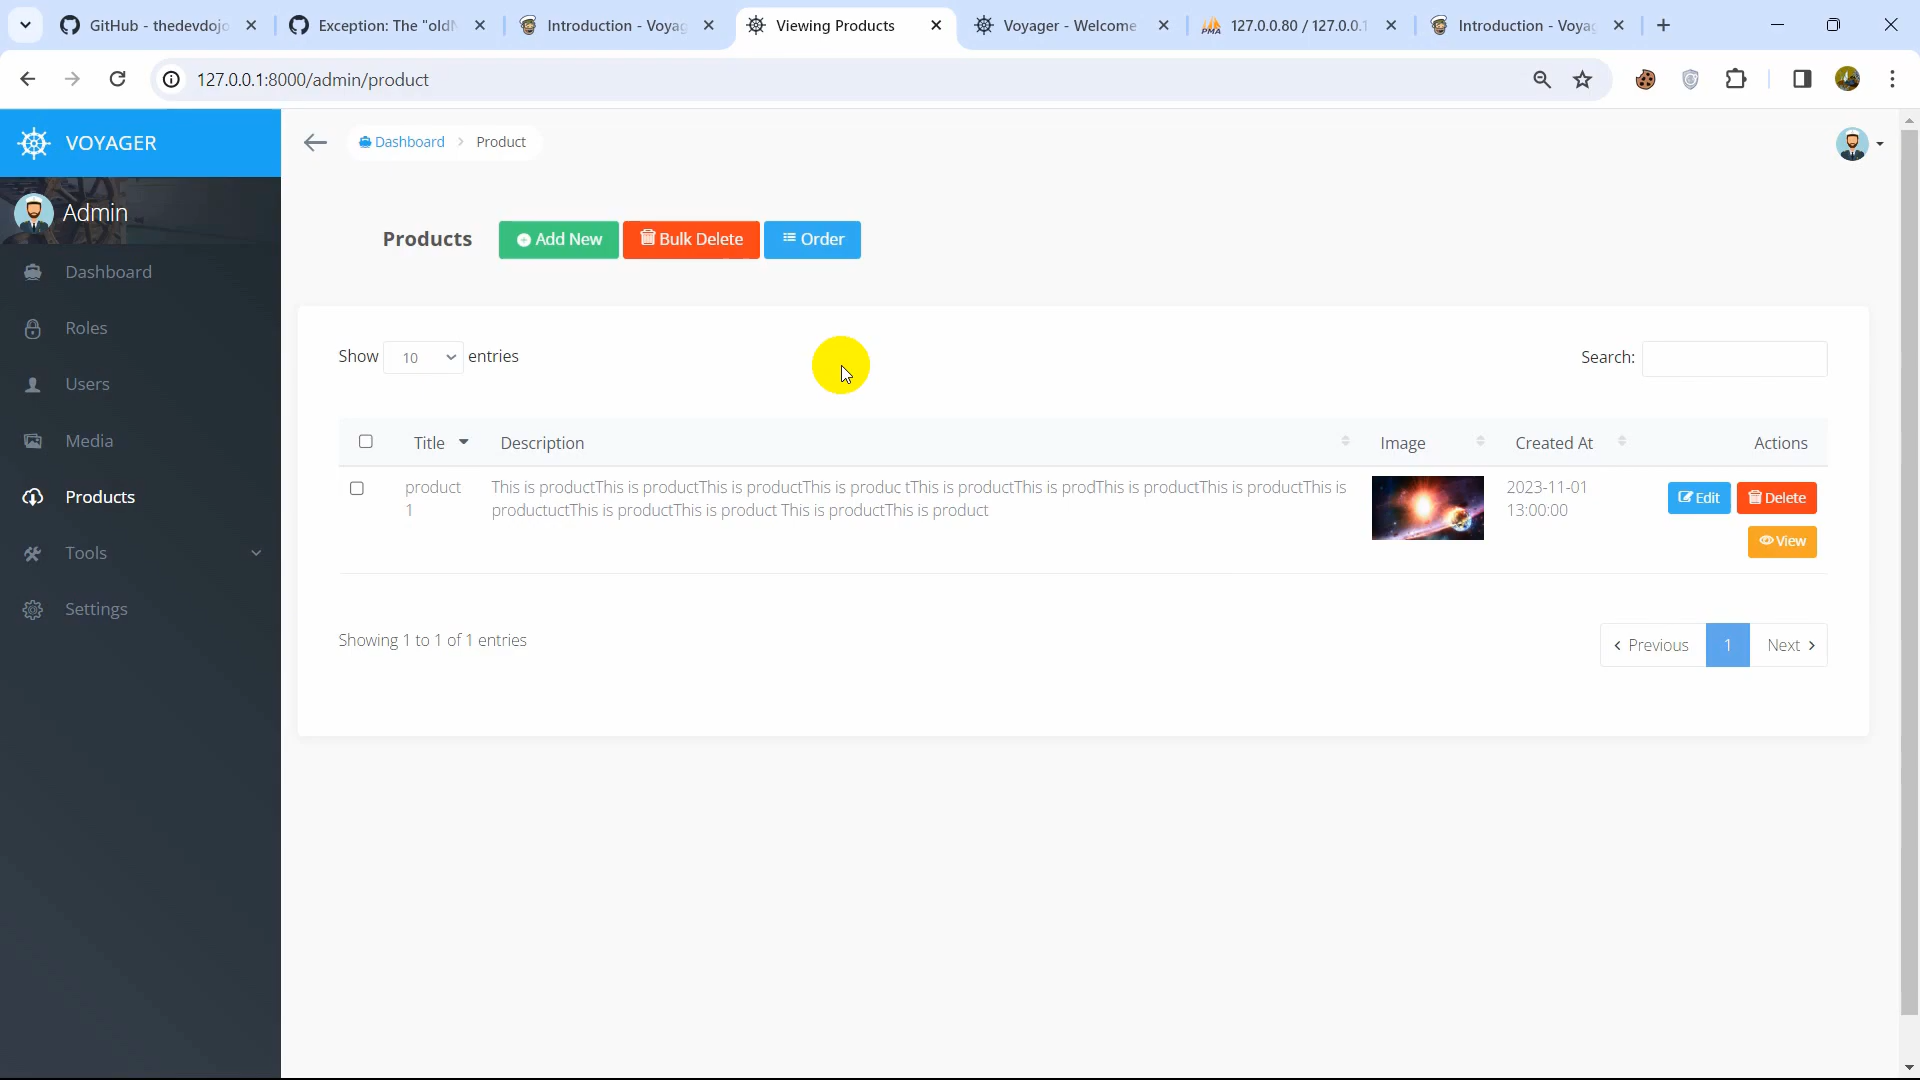 GitHub - thedevdojo
Exception: The "oldN
Introduction - Voyag
Viewing Products
Voyager - Welcome
PMA
127.0.0.80 / 127.0.0.1
Introduction - Voyag
127.0.0.1:8000/admin/product
VOYAGER
Admin
Dashboard
Roles
Users
Media
Products
Tools
Settings
Dashboard > Product
Products
Add New
Bulk Delete
Order
Show 10 entries
Search:
Title
Description
Image
Created At
Actions
product
1
This is productThis is productThis is productThis is produc tThis is productThis is prodThis is productThis is productThis is
productuctThis is productThis is product This is productThis is product
2023-11-01
13:00:00
Edit
Delete
View
Showing 1 to 1 of 1 entries
‹ Previous
1
Next ›